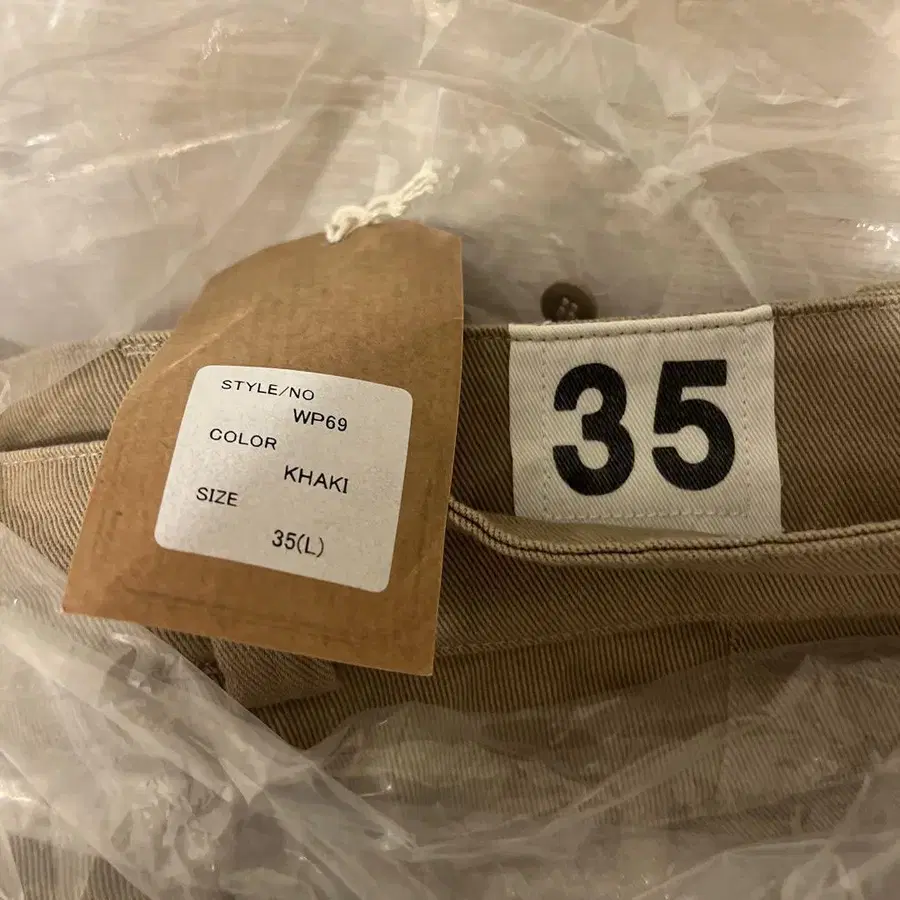 STYLE/NO
WP69
COLOR
KHAKI
SIZE
35(L)
35